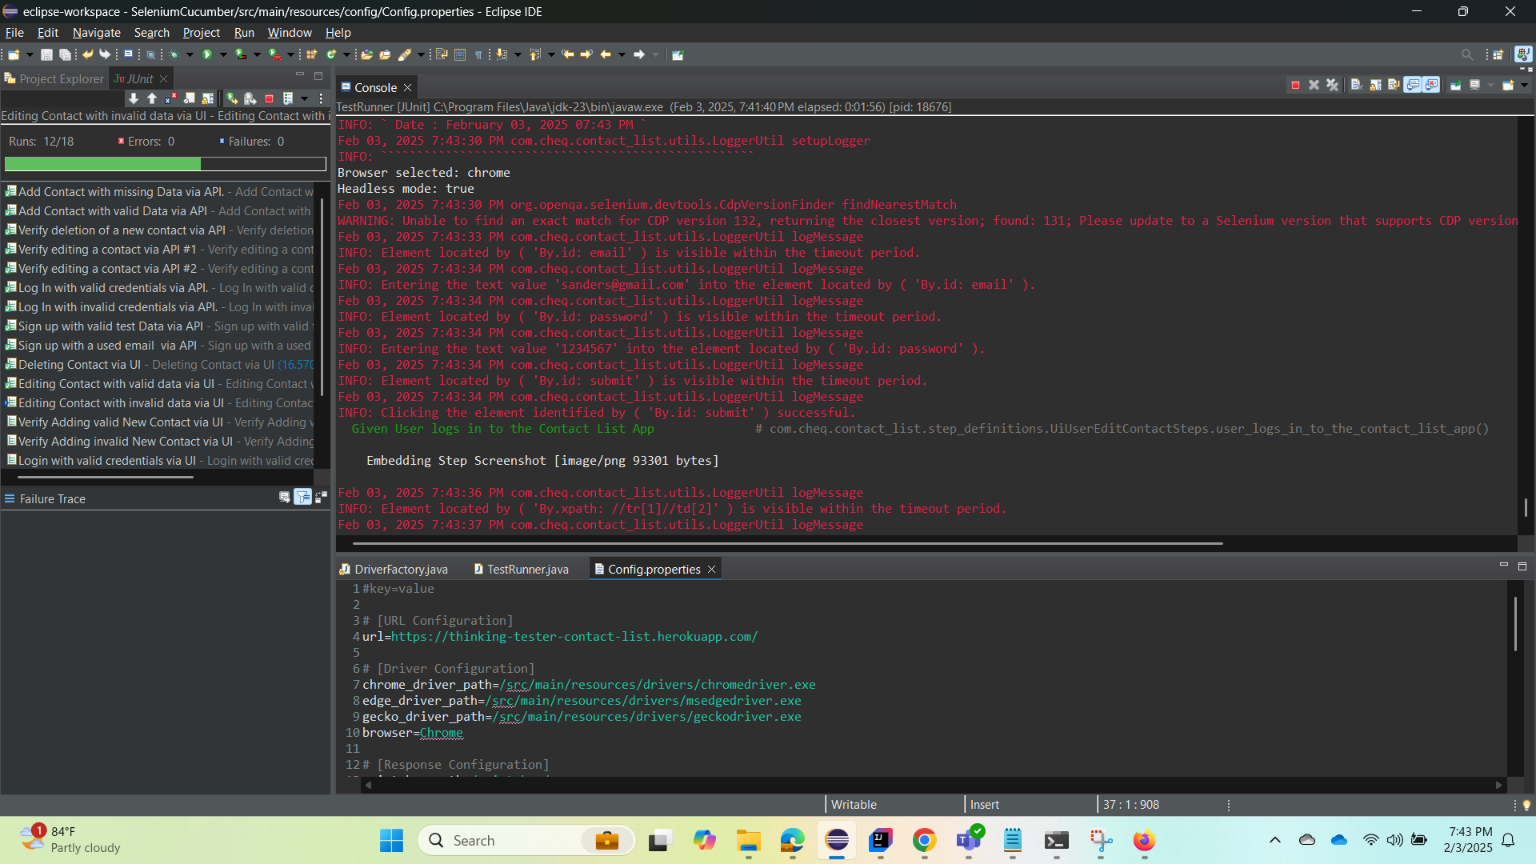 eclipse-workspace - SeleniumCucumber/src/main/resources/config/Config.properties - Eclipse IDE
File Edit Navigate Search Project Run Window Help
Project Explorer
JUnit
Editing Contact with invalid data via UI - Editing Contact with i
Runs: 12/18 Errors: 0 Failures: 0
Add Contact with missing Data via API. - Add Contact w
Add Contact with valid Data via API - Add Contact with
Verify deletion of a new contact via API - Verify deletion
Verify editing a contact via API #1 - Verify editing a cont
Verify editing a contact via API #2 - Verify editing a cont
Log In with valid credentials via API. - Log In with valid c
Log In with invalid credentials via API. - Log In with inva
Sign up with valid test Data via API - Sign up with valid
Sign up with a used email via API - Sign up with a used
Deleting Contact via UI - Deleting Contact via UI (16.570
Editing Contact with valid data via UI - Editing Contact
Editing Contact with invalid data via UI - Editing Contac
Verify Adding valid New Contact via UI - Verify Adding v
Verify Adding invalid New Contact via UI - Verify Adding
Login with valid credentials via UI - Login with valid cred
Failure Trace
Console
TestRunner [JUnit] C:\Program Files\Java\jdk-23\bin\javaw.exe (Feb 3, 2025, 7:41:40 PM elapsed: 0:01:56) [pid: 18676]
INFO: ` Date : February 03, 2025 07:43 PM `
Feb 03, 2025 7:43:30 PM com.cheq.contact_list.utils.LoggerUtil setupLogger
INFO: ````````````````````````````````````````````````````
Browser selected: chrome
Headless mode: true
Feb 03, 2025 7:43:30 PM org.openqa.selenium.devtools.CdpVersionFinder findNearestMatch
WARNING: Unable to find an exact match for CDP version 132, returning the closest version; found: 131; Please update to a Selenium version that supports CDP version
Feb 03, 2025 7:43:33 PM com.cheq.contact_list.utils.LoggerUtil logMessage
INFO: Element located by ( 'By.id: email' ) is visible within the timeout period.
Feb 03, 2025 7:43:34 PM com.cheq.contact_list.utils.LoggerUtil logMessage
INFO: Entering the text value 'sanders@gmail.com' into the element located by ( 'By.id: email' ).
Feb 03, 2025 7:43:34 PM com.cheq.contact_list.utils.LoggerUtil logMessage
INFO: Element located by ( 'By.id: password' ) is visible within the timeout period.
Feb 03, 2025 7:43:34 PM com.cheq.contact_list.utils.LoggerUtil logMessage
INFO: Entering the text value '1234567' into the element located by ( 'By.id: password' ).
Feb 03, 2025 7:43:34 PM com.cheq.contact_list.utils.LoggerUtil logMessage
INFO: Element located by ( 'By.id: submit' ) is visible within the timeout period.
Feb 03, 2025 7:43:34 PM com.cheq.contact_list.utils.LoggerUtil logMessage
INFO: Clicking the element identified by ( 'By.id: submit' ) successful.
Given User logs in to the Contact List App # com.cheq.contact_list.step_definitions.UiUserEditContactSteps.user_logs_in_to_the_contact_list_app()
Embedding Step Screenshot [image/png 93301 bytes]
Feb 03, 2025 7:43:36 PM com.cheq.contact_list.utils.LoggerUtil logMessage
INFO: Element located by ( 'By.xpath: //tr[1]//td[2]' ) is visible within the timeout period.
Feb 03, 2025 7:43:37 PM com.cheq.contact_list.utils.LoggerUtil logMessage
DriverFactory.java TestRunner.java Config.properties
1 #key=value
2
3 # [URL Configuration]
4 url=https://thinking-tester-contact-list.herokuapp.com/
5
6 # [Driver Configuration]
7 chrome_driver_path=/src/main/resources/drivers/chromedriver.exe
8 edge_driver_path=/src/main/resources/drivers/msedgedriver.exe
9 gecko_driver_path=/src/main/resources/drivers/geckodriver.exe
10 browser=Chrome
11
12 # [Response Configuration]
Writable Insert 37 : 1 : 908
1
84°F
Partly cloudy
Search
7:43 PM
2/3/2025